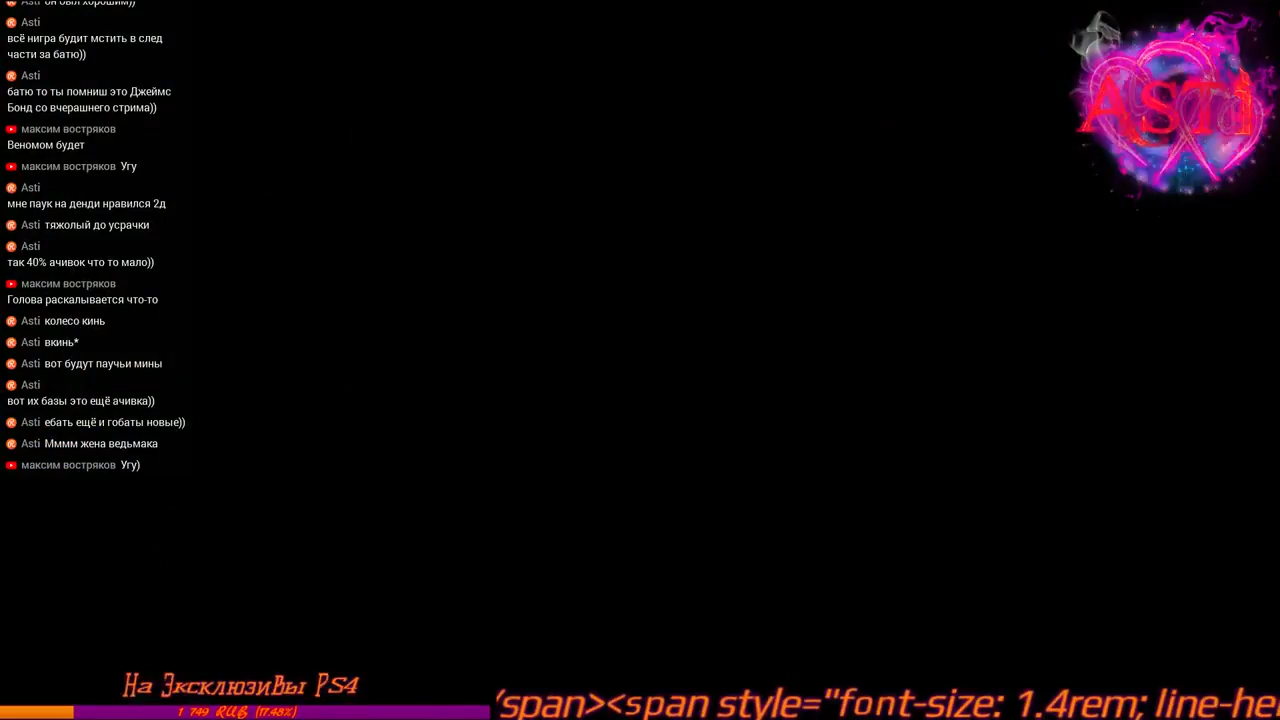 Asti он был хорошим))
Asti
всё нигра будит мстить в след
части за батю))
Asti
батю то ты помниш это Джеймс
Бонд со вчерашнего стрима))
максим востряков
Веномом будет
максим востряков Угу
Asti
мне паук на денди нравился 2д
Asti тяжолый до усрачки
Asti
так 40% ачивок что то мало))
максим востряков
Голова раскалывается что-то
Asti колесо кинь
Asti вкинь*
Asti вот будут паучьи мины
Asti
вот их базы это ещё ачивка))
Asti ебать ещё и гобаты новые))
Asti Мммм жена ведьмака
максим востряков Угу)
Asti
На Эксклюзивы PS4
1 749 RUB (17.48%)
/span><span style="font-size: 1.4rem; line-he